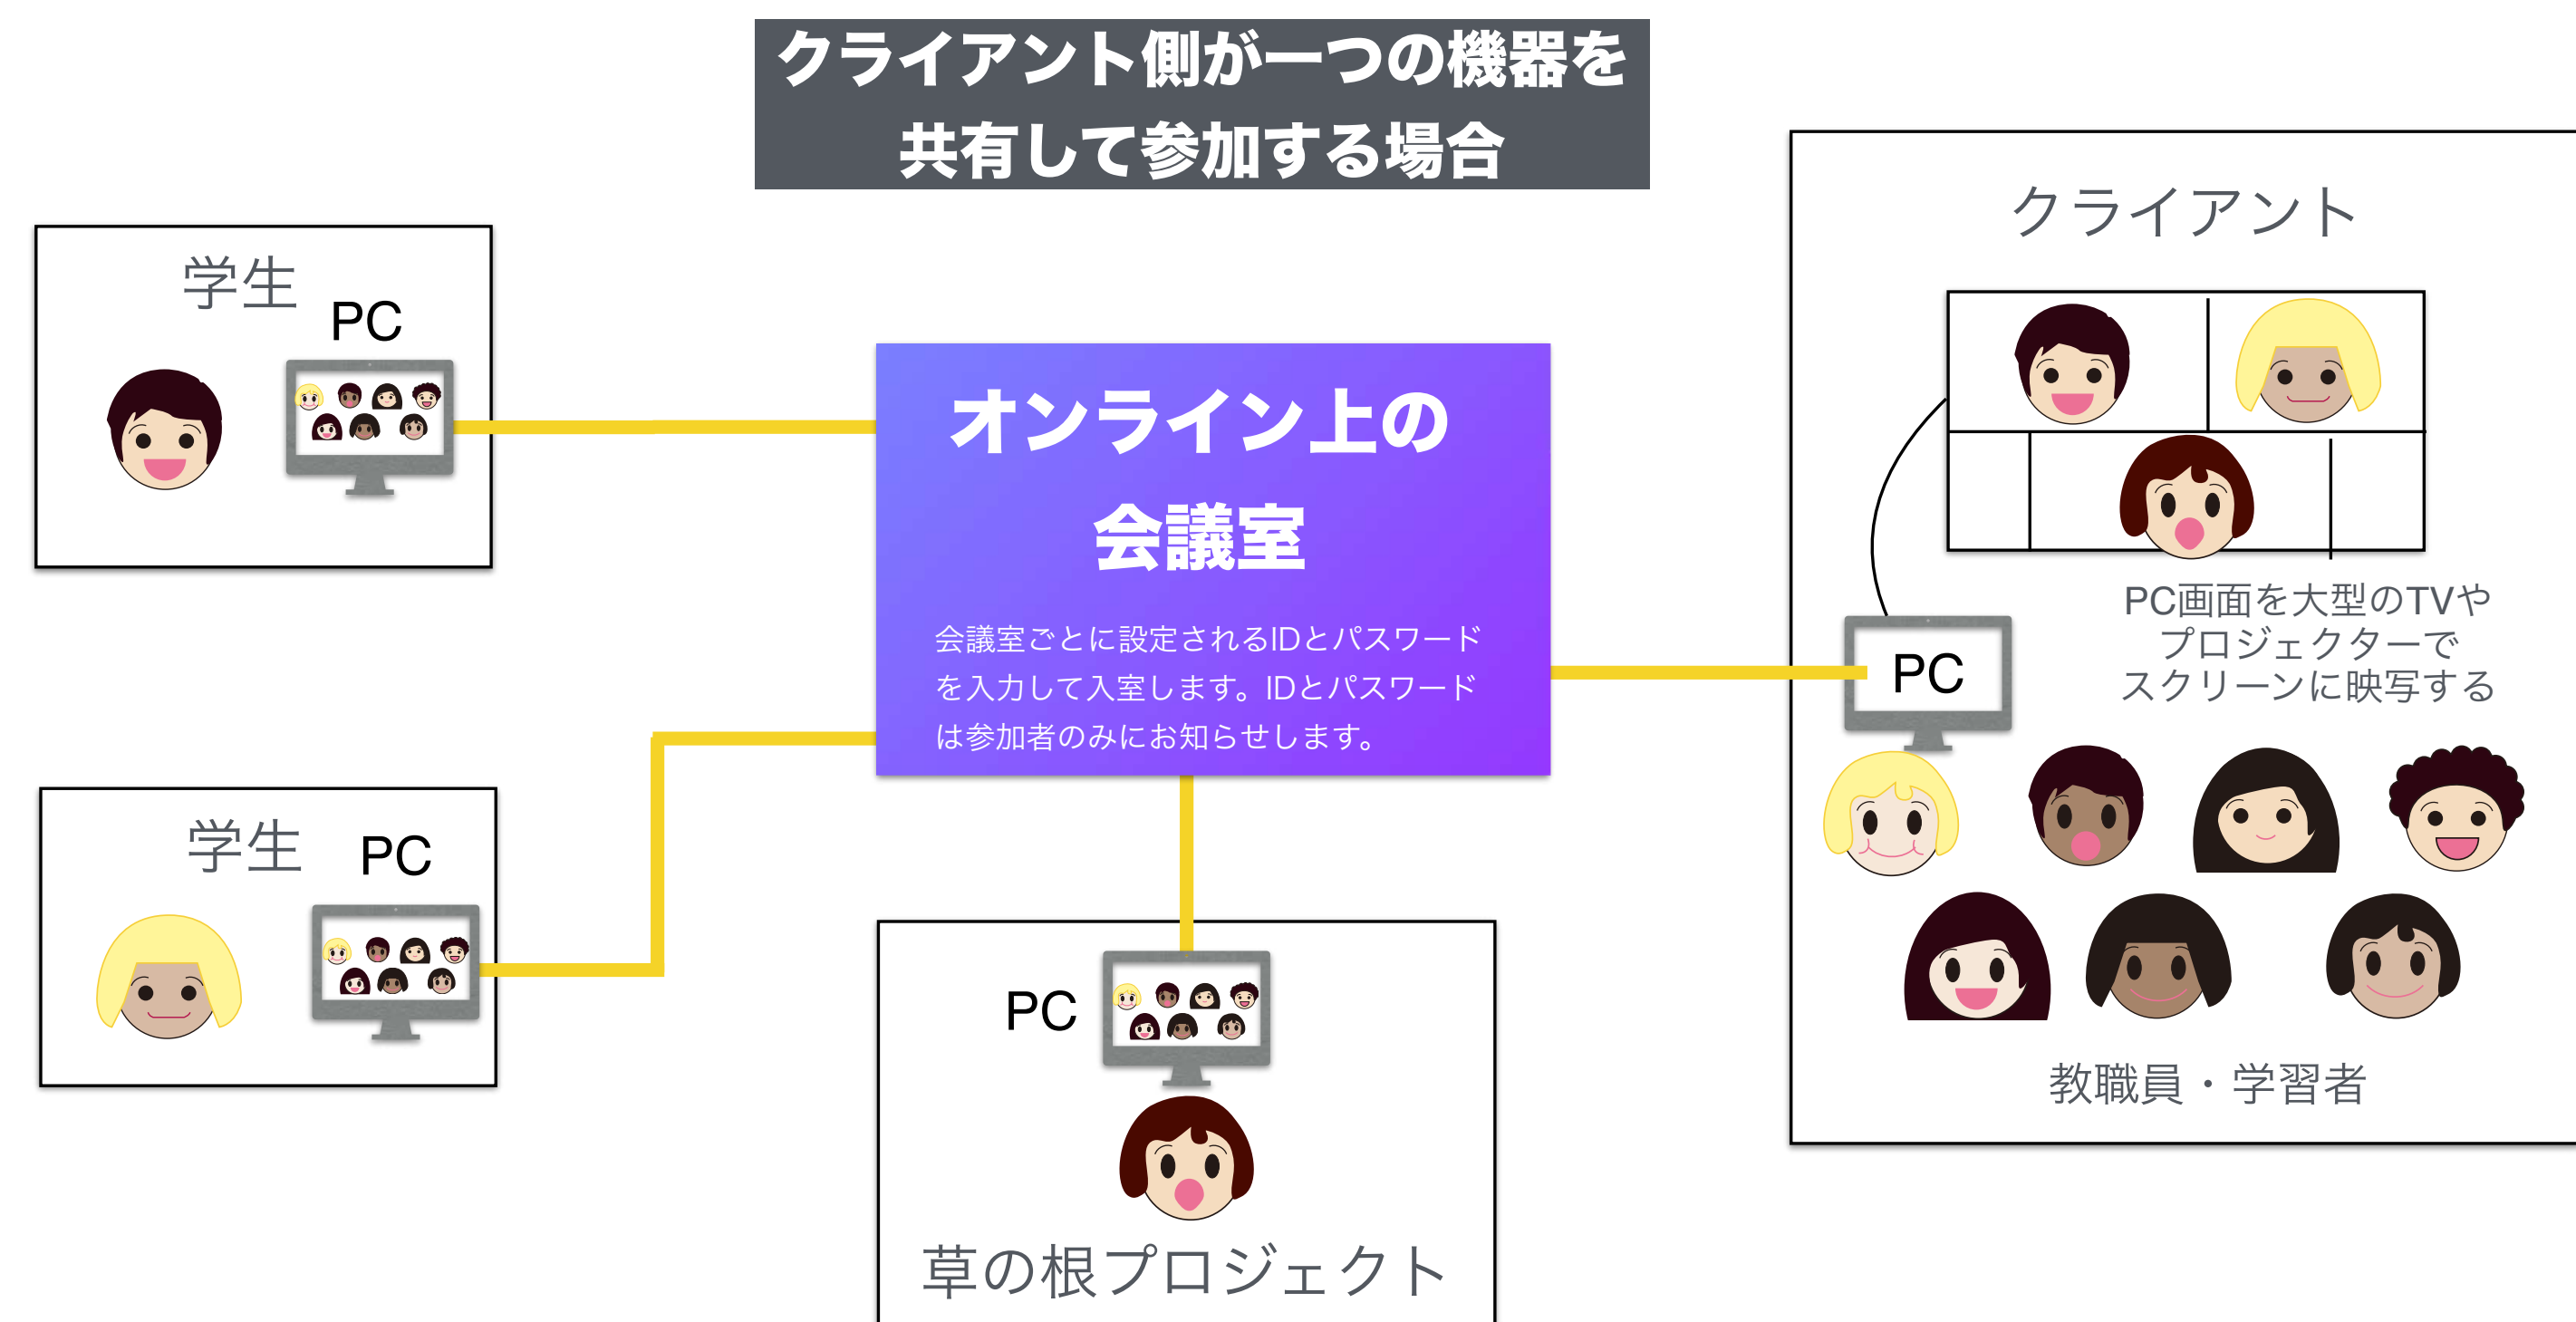 クライアント側が一つの機器を
共有して参加する場合
学生
PC
学生
PC
オンライン上の
会議室
会議室ごとに設定されるIDとパスワード
を入力して入室します。IDとパスワード
は参加者のみにお知らせします。
PC
草の根プロジェクト
クライアント
PC画面を大型のTVや
プロジェクターで
スクリーンに映写する
PC
教職員・学習者